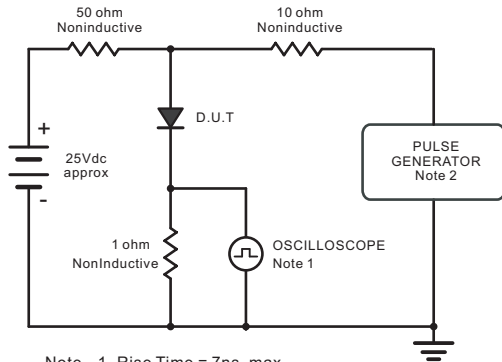 50 ohm
Noninductive
10 ohm
Noninductive
D.U.T
+
25Vdc
approx
-
PULSE
GENERATOR
Note 2
1 ohm
NonInductive
OSCILLOSCOPE
Note 1
Note 1. Rise Time = 7ns max